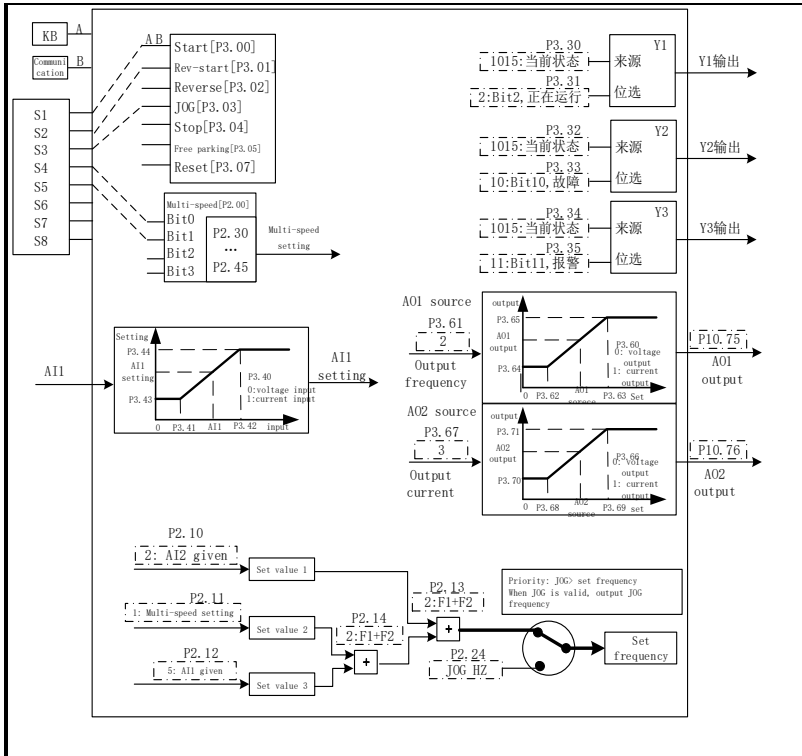 KB
A
Communi
cation
B
S1
S2
S3
S4
S5
S6
S7
S8
A B
Start[P3.00]
Rev-start[P3.01]
Reverse[P3.02]
JOG[P3.03]
Stop[P3.04]
Free parking[P3.05]
Reset[P3.07]
Multi-speed[P2.00]
Bit0
Bit1
Bit2
Bit3
P2.30
...
P2.45
Multi-speed
setting
P3.30
1015:当前状态
P3.31
2:Bit2,正在运行
Y1
来源
位选
Y1输出
P3.32
1015:当前状态
P3.33
10:Bit10,故障
Y2
来源
位选
Y2输出
P3.34
1015:当前状态
P3.35
11:Bit11,报警
Y3
来源
位选
Y3输出
AI1
Setting
P3.44
AI1
setting
P3.43
P3.40
0:voltage input
1:current input
0 P3.41 AI1 P3.42 input
AI1
setting
AO1 source
P3.61
2
Output
frequency
output
P3.65
AO1
output
P3.64
P3.60
0: voltage
output
1: current
output
0 P3.62 AO1
source P3.63 Set
P10.75
AO1
output
AO2 source
P3.67
3
Output
current
output
P3.71
AO2
output
P3.70
P3.66
0: voltage
output
1: current
output
0 P3.68 AO2
source P3.69 set
P10.76
AO2
output
P2.10
2: AI2 given
Set value 1
P2.11
1: Multi-speed setting
Set value 2
P2.12
5: AI1 given
Set value 3
P2.14
2:F1+F2
+
P2.13
2:F1+F2
+
P2.24
JOG HZ
Priority: JOG> set frequency
When JOG is valid, output JOG
frequency
Set
frequency